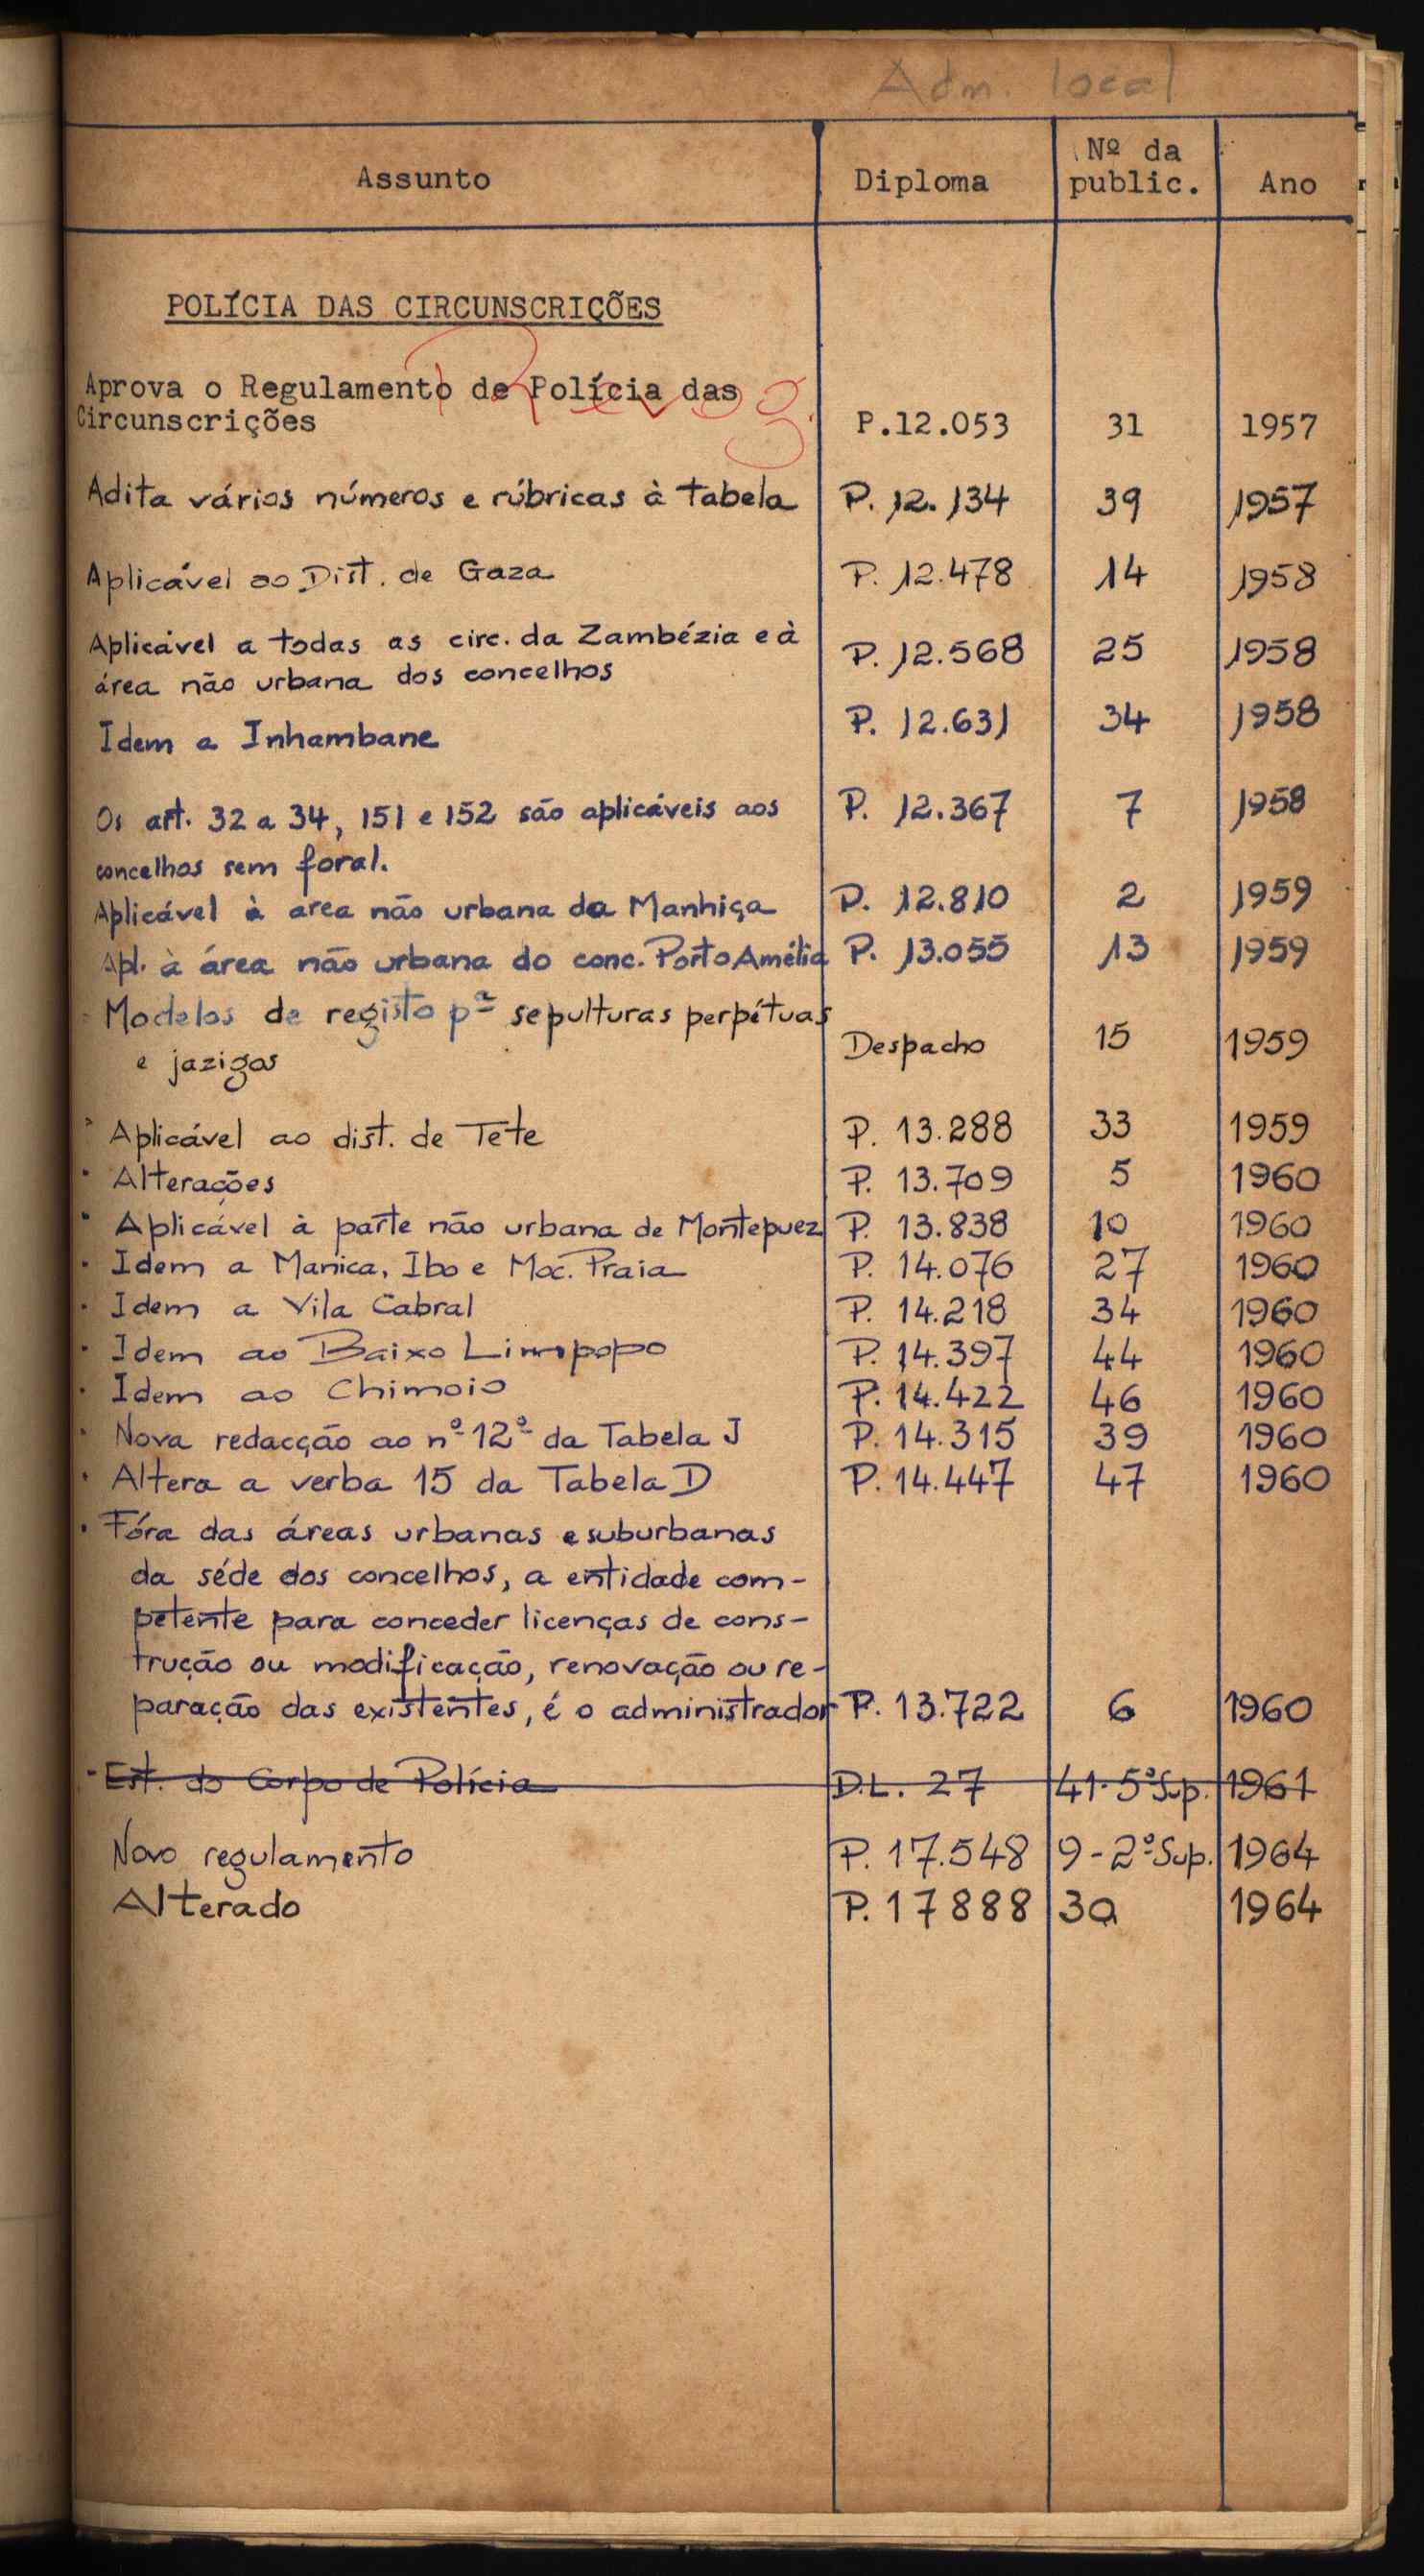 Adm. local
Assunto Diploma Nº da public. Ano
POLÍCIA DAS CIRCUNSCRIÇÕES
Revog.
Aprova o Regulamento de Polícia das
Circunscrições P.12.053 31 1957
Adita vários números e rúbricas à tabela P. 12.134 39 1957
Aplicável ao Dist. de Gaza P. 12.478 14 1958
Aplicável a todas as circ. da Zambézia e à P. 12.568 25 1958
área não urbana dos concelhos
Idem a Inhambane P. 12.631 34 1958
Os art. 32 a 34, 151 e 152 são aplicáveis aos P. 12.367 7 1958
concelhos sem foral.
Aplicável à area não urbana da Manhiça P. 12.810 2 1959
Apl. à área não urbana do conc. Porto Amélia P. 13.055 13 1959
Modelos de registo pª sepulturas perpétuas
e jazigos Despacho 15 1959
Aplicável ao dist. de Tete P. 13.288 33 1959
Alterações P. 13.709 5 1960
Aplicável à parte não urbana de Montepuez P. 13.838 10 1960
Idem a Manica, Ibo e Moc. Praia P. 14.076 27 1960
Idem a Vila Cabral P. 14.218 34 1960
Idem ao Baixo Limpopo P. 14.397 44 1960
Idem ao Chimoio P. 14.422 46 1960
Nova redacção ao nº 12º da Tabela J P. 14.315 39 1960
Altera a verba 15 da Tabela D P. 14.447 47 1960
Fóra das áreas urbanas e suburbanas
da séde dos concelhos, a entidade com-
petente para conceder licenças de cons-
trução ou modificação, renovação ou re-
paração das existentes, é o administrador P. 13.722 6 1960
Est. do Corpo de Polícia D.L. 27 41-5º Sup. 1961
Novo regulamento P. 17.548 9-2º Sup. 1964
Alterado P. 17888 30 1964